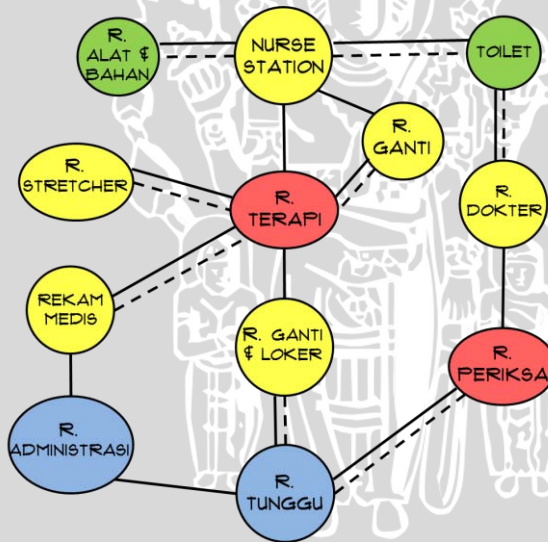 R.
ALAT &
BAHAN
NURSE
STATION
TOILET
R.
GANTI
R.
STRETCHER
R.
TERAPI
R.
DOKTER
REKAM
MEDIS
R. GANTI
& LOKER
R.
PERIKSA
R.
ADMINISTRASI
R.
TUNGGU